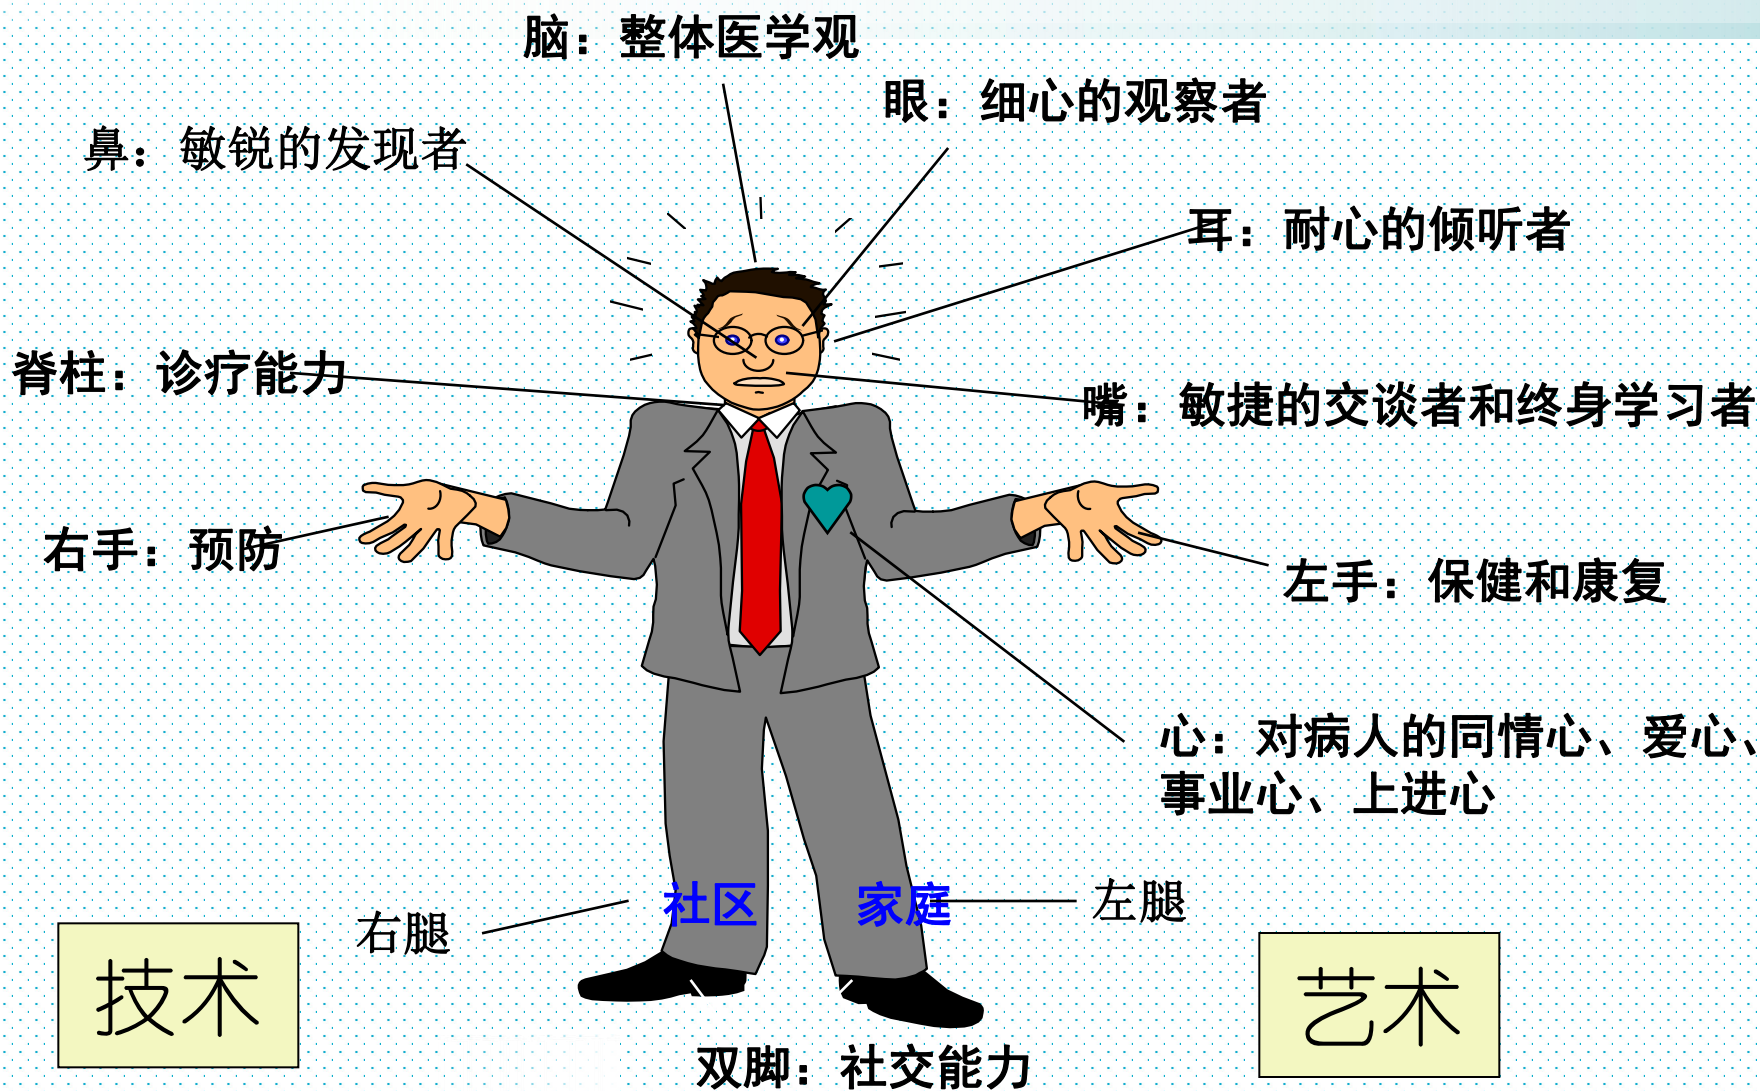 脑：整体医学观
眼：细心的观察者
鼻：敏锐的发现者
耳：耐心的倾听者
脊柱：诊疗能力
嘴：敏捷的交谈者和终身学习者
右手：预防
左手：保健和康复
心：对病人的同情心、爱心、
事业心、上进心
社区
家庭
左腿
右腿
技术
艺术
双脚：社交能力